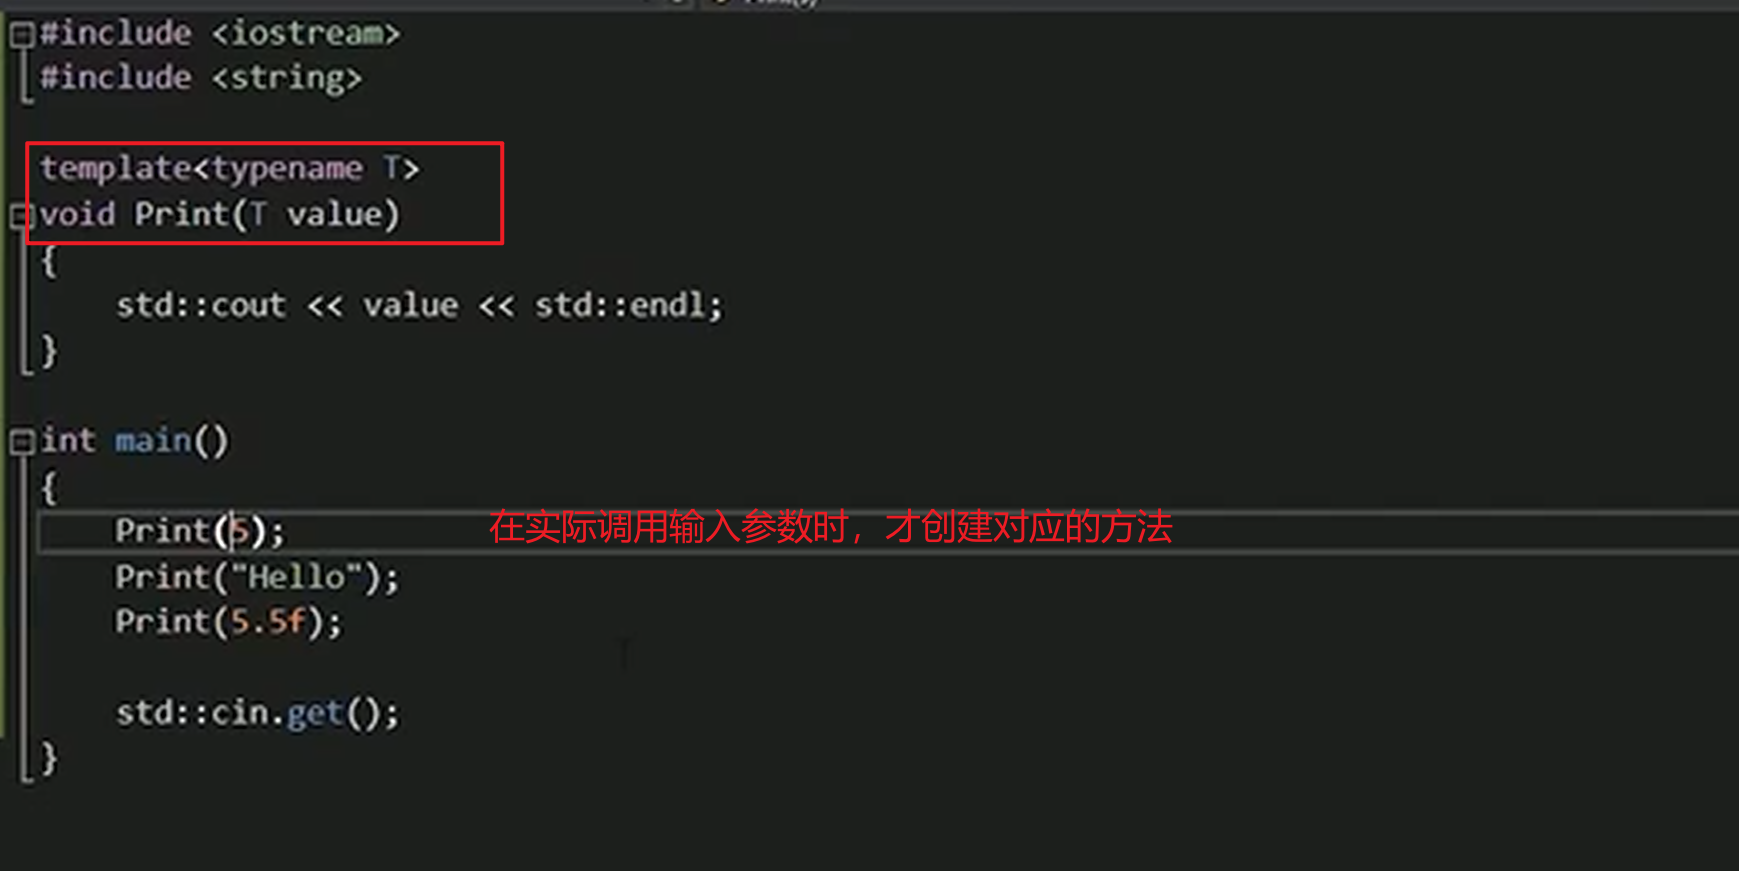 #include <iostream>
#include <string>
template<typename T>
void Print(T value)
{
std::cout << value << std::endl;
}
int main()
{
Print(5); 在实际调用输入参数时，才创建对应的方法
Print("Hello");
Print(5.5f);
std::cin.get();
}